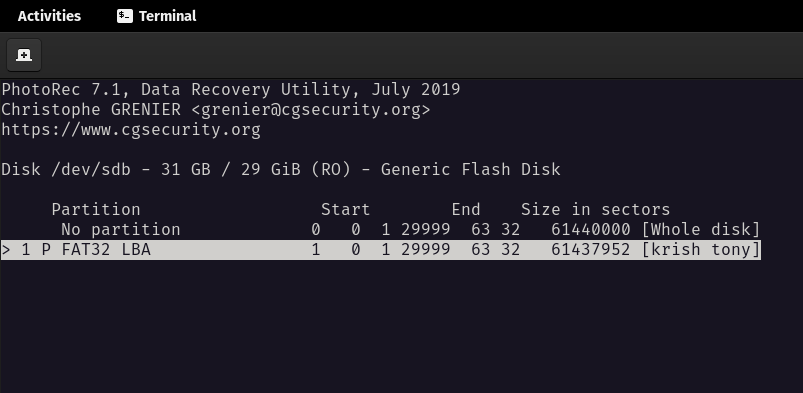 Activities Terminal
PhotoRec 7.1, Data Recovery Utility, July 2019
Christophe GRENIER <grenier@cgsecurity.org>
https://www.cgsecurity.org
Disk /dev/sdb - 31 GB / 29 GiB (RO) - Generic Flash Disk
Partition Start End Size in sectors
No partition 0 0 1 29999 63 32 61440000 [Whole disk]
> 1 P FAT32 LBA 1 0 1 29999 63 32 61437952 [krish tony]